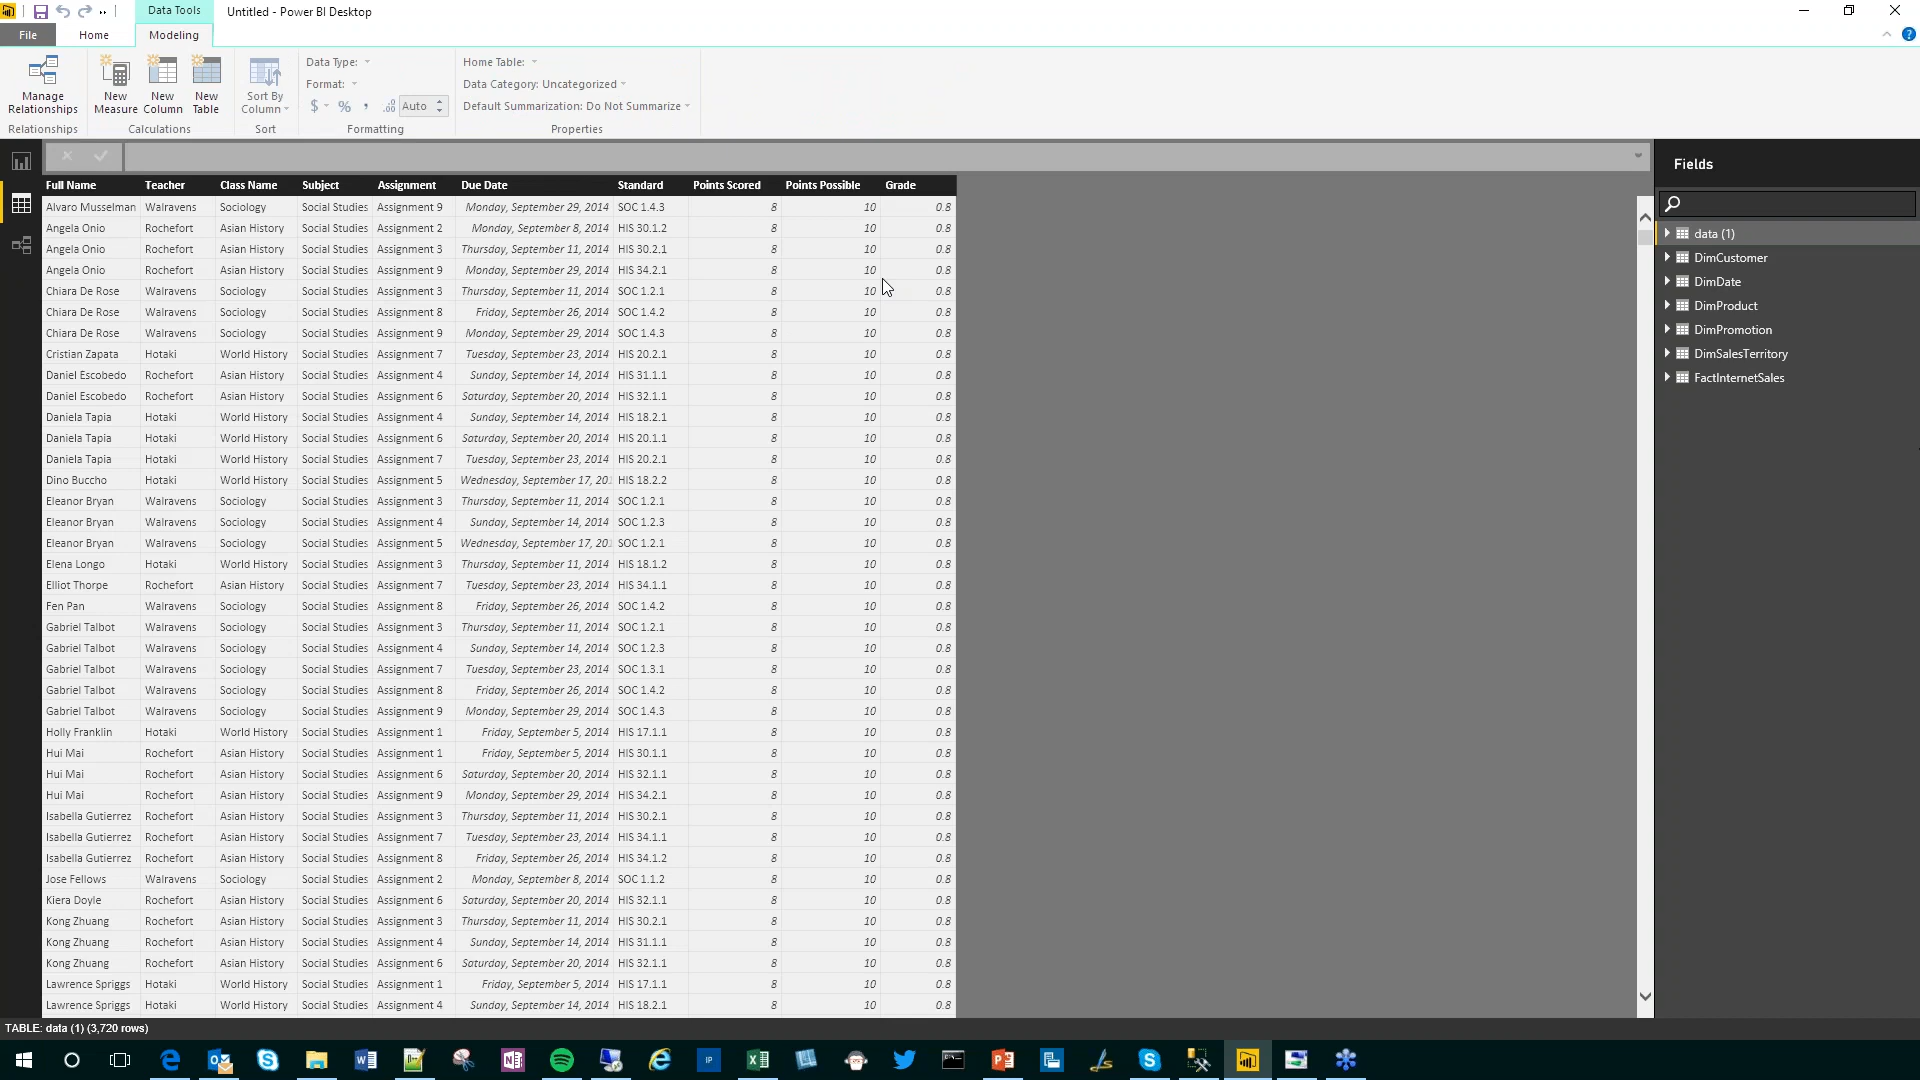 Data Tools
Untitled - Power BI Desktop
File
Home
Modeling
Manage Relationships
New Measure
New Column
New Table
Sort By Column
Data Type:
Format:
$ % , .00 Auto
Home Table:
Data Category: Uncategorized
Default Summarization: Do Not Summarize
Relationships
Calculations
Sort
Formatting
Properties
Full Name Teacher Class Name Subject Assignment Due Date Standard Points Scored Points Possible Grade
Alvaro Musselman Walravens Sociology Social Studies Assignment 9 Monday, September 29, 2014 SOC 1.4.3 8 10 0.8
Angela Onio Rochefort Asian History Social Studies Assignment 2 Monday, September 8, 2014 HIS 30.1.2 8 10 0.8
Angela Onio Rochefort Asian History Social Studies Assignment 3 Thursday, September 11, 2014 HIS 30.2.1 8 10 0.8
Angela Onio Rochefort Asian History Social Studies Assignment 9 Monday, September 29, 2014 HIS 34.2.1 8 10 0.8
Chiara De Rose Walravens Sociology Social Studies Assignment 3 Thursday, September 11, 2014 SOC 1.2.1 8 10 0.8
Chiara De Rose Walravens Sociology Social Studies Assignment 8 Friday, September 26, 2014 SOC 1.4.2 8 10 0.8
Chiara De Rose Walravens Sociology Social Studies Assignment 9 Monday, September 29, 2014 SOC 1.4.3 8 10 0.8
Cristian Zapata Hotaki World History Social Studies Assignment 7 Tuesday, September 23, 2014 HIS 20.2.1 8 10 0.8
Daniel Escobedo Rochefort Asian History Social Studies Assignment 4 Sunday, September 14, 2014 HIS 31.1.1 8 10 0.8
Daniel Escobedo Rochefort Asian History Social Studies Assignment 6 Saturday, September 20, 2014 HIS 32.1.1 8 10 0.8
Daniela Tapia Hotaki World History Social Studies Assignment 4 Sunday, September 14, 2014 HIS 18.2.1 8 10 0.8
Daniela Tapia Hotaki World History Social Studies Assignment 6 Saturday, September 20, 2014 HIS 20.1.1 8 10 0.8
Daniela Tapia Hotaki World History Social Studies Assignment 7 Tuesday, September 23, 2014 HIS 20.2.1 8 10 0.8
Dino Buccho Hotaki World History Social Studies Assignment 5 Wednesday, September 17, 201 HIS 18.2.2 8 10 0.8
Eleanor Bryan Walravens Sociology Social Studies Assignment 3 Thursday, September 11, 2014 SOC 1.2.1 8 10 0.8
Eleanor Bryan Walravens Sociology Social Studies Assignment 4 Sunday, September 14, 2014 SOC 1.2.3 8 10 0.8
Eleanor Bryan Walravens Sociology Social Studies Assignment 5 Wednesday, September 17, 201 SOC 1.2.1 8 10 0.8
Elena Longo Hotaki World History Social Studies Assignment 3 Thursday, September 11, 2014 HIS 18.1.2 8 10 0.8
Elliot Thorpe Rochefort Asian History Social Studies Assignment 7 Tuesday, September 23, 2014 HIS 34.1.1 8 10 0.8
Fen Pan Walravens Sociology Social Studies Assignment 8 Friday, September 26, 2014 SOC 1.4.2 8 10 0.8
Gabriel Talbot Walravens Sociology Social Studies Assignment 3 Thursday, September 11, 2014 SOC 1.2.1 8 10 0.8
Gabriel Talbot Walravens Sociology Social Studies Assignment 4 Sunday, September 14, 2014 SOC 1.2.3 8 10 0.8
Gabriel Talbot Walravens Sociology Social Studies Assignment 7 Tuesday, September 23, 2014 SOC 1.3.1 8 10 0.8
Gabriel Talbot Walravens Sociology Social Studies Assignment 8 Friday, September 26, 2014 SOC 1.4.2 8 10 0.8
Gabriel Talbot Walravens Sociology Social Studies Assignment 9 Monday, September 29, 2014 SOC 1.4.3 8 10 0.8
Holly Franklin Hotaki World History Social Studies Assignment 1 Friday, September 5, 2014 HIS 17.1.1 8 10 0.8
Hui Mai Rochefort Asian History Social Studies Assignment 1 Friday, September 5, 2014 HIS 30.1.1 8 10 0.8
Hui Mai Rochefort Asian History Social Studies Assignment 6 Saturday, September 20, 2014 HIS 32.1.1 8 10 0.8
Hui Mai Rochefort Asian History Social Studies Assignment 9 Monday, September 29, 2014 HIS 34.2.1 8 10 0.8
Isabella Gutierrez Rochefort Asian History Social Studies Assignment 3 Thursday, September 11, 2014 HIS 30.2.1 8 10 0.8
Isabella Gutierrez Rochefort Asian History Social Studies Assignment 7 Tuesday, September 23, 2014 HIS 34.1.1 8 10 0.8
Isabella Gutierrez Rochefort Asian History Social Studies Assignment 8 Friday, September 26, 2014 HIS 34.1.2 8 10 0.8
Jose Fellows Walravens Sociology Social Studies Assignment 2 Monday, September 8, 2014 SOC 1.1.2 8 10 0.8
Kiera Doyle Rochefort Asian History Social Studies Assignment 6 Saturday, September 20, 2014 HIS 32.1.1 8 10 0.8
Kong Zhuang Rochefort Asian History Social Studies Assignment 3 Thursday, September 11, 2014 HIS 30.2.1 8 10 0.8
Kong Zhuang Rochefort Asian History Social Studies Assignment 4 Sunday, September 14, 2014 HIS 31.1.1 8 10 0.8
Kong Zhuang Rochefort Asian History Social Studies Assignment 6 Saturday, September 20, 2014 HIS 32.1.1 8 10 0.8
Lawrence Spriggs Hotaki World History Social Studies Assignment 1 Friday, September 5, 2014 HIS 17.1.1 8 10 0.8
Lawrence Spriggs Hotaki World History Social Studies Assignment 4 Sunday, September 14, 2014 HIS 18.2.1 8 10 0.8
Fields
data (1)
DimCustomer
DimDate
DimProduct
DimPromotion
DimSalesTerritory
FactInternetSales
TABLE: data (1) (3,720 rows)